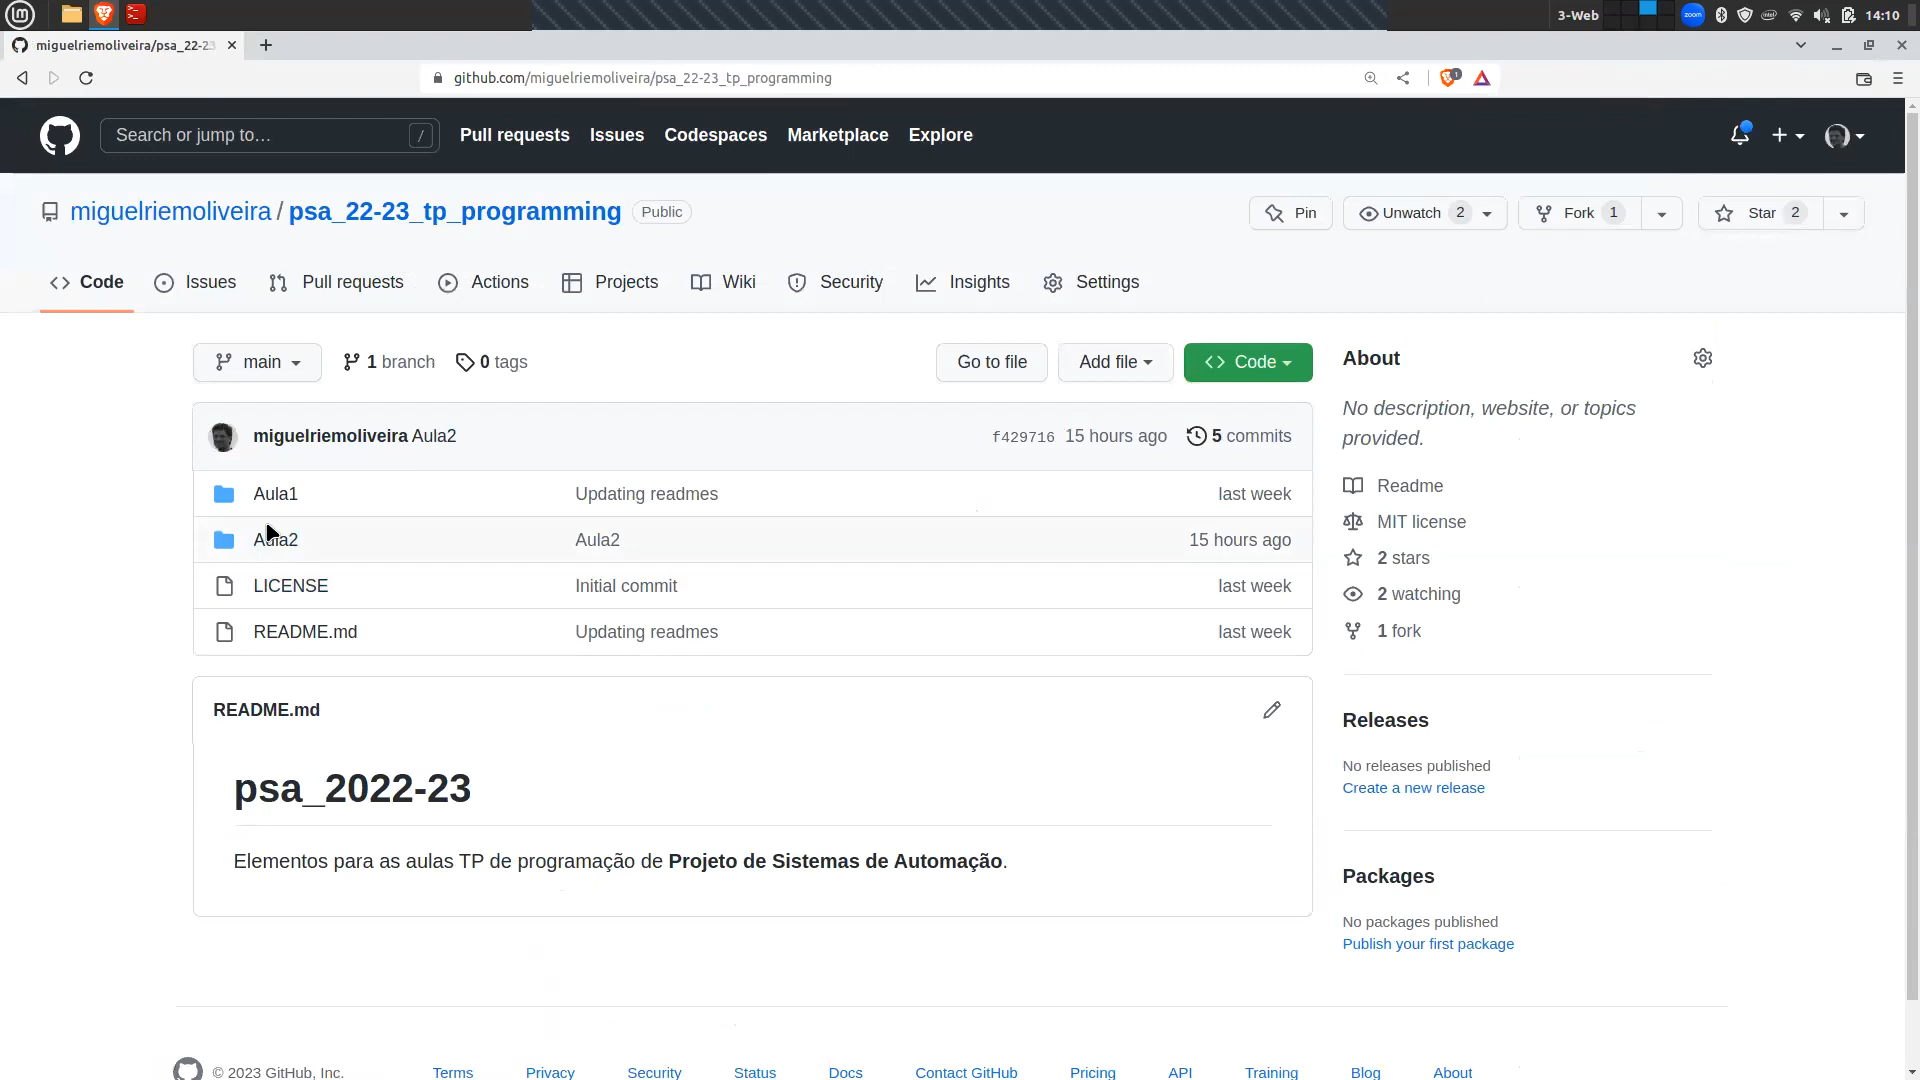 3-Web
zoom
14:10
miguelriemoliveira/psa_22-23
github.com/miguelriemoliveira/psa_22-23_tp_programming
1
Search or jump to… /
Pull requests
Issues
Codespaces
Marketplace
Explore
miguelriemoliveira / psa_22-23_tp_programming Public
Pin
Unwatch 2
Fork 1
Star 2
Code
Issues
Pull requests
Actions
Projects
Wiki
Security
Insights
Settings
main
1 branch
0 tags
Go to file
Add file
Code
miguelriemoliveira Aula2 f429716 15 hours ago 5 commits
Aula1 Updating readmes last week
Aula2 Aula2 15 hours ago
LICENSE Initial commit last week
README.md Updating readmes last week
README.md
psa_2022-23
Elementos para as aulas TP de programação de Projeto de Sistemas de Automação.
About
No description, website, or topics
provided.
Readme
MIT license
2 stars
2 watching
1 fork
Releases
No releases published
Create a new release
Packages
No packages published
Publish your first package
© 2023 GitHub, Inc.
Terms
Privacy
Security
Status
Docs
Contact GitHub
Pricing
API
Training
Blog
About